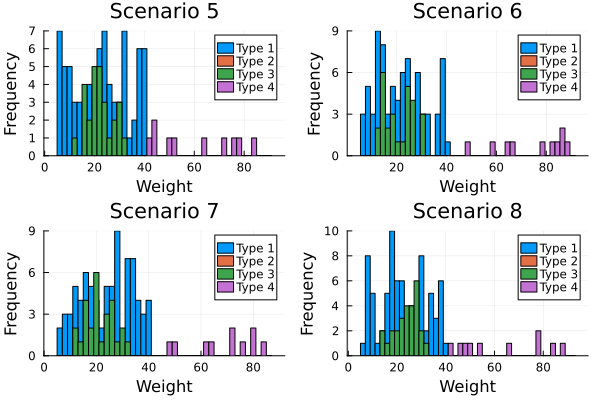 Scenario 5
Frequency
7
6
5
4
3
2
1
0
0
20
40
60
80
Weight
Type 1
Type 2
Type 3
Type 4
Scenario 6
Frequency
9
6
3
0
20
40
60
80
Weight
Type 1
Type 2
Type 3
Type 4
Scenario 7
Frequency
9
6
3
0
0
20
40
60
80
Weight
Type 1
Type 2
Type 3
Type 4
Scenario 8
Frequency
10
8
6
4
2
0
0
20
40
60
80
Weight
Type 1
Type 2
Type 3
Type 4